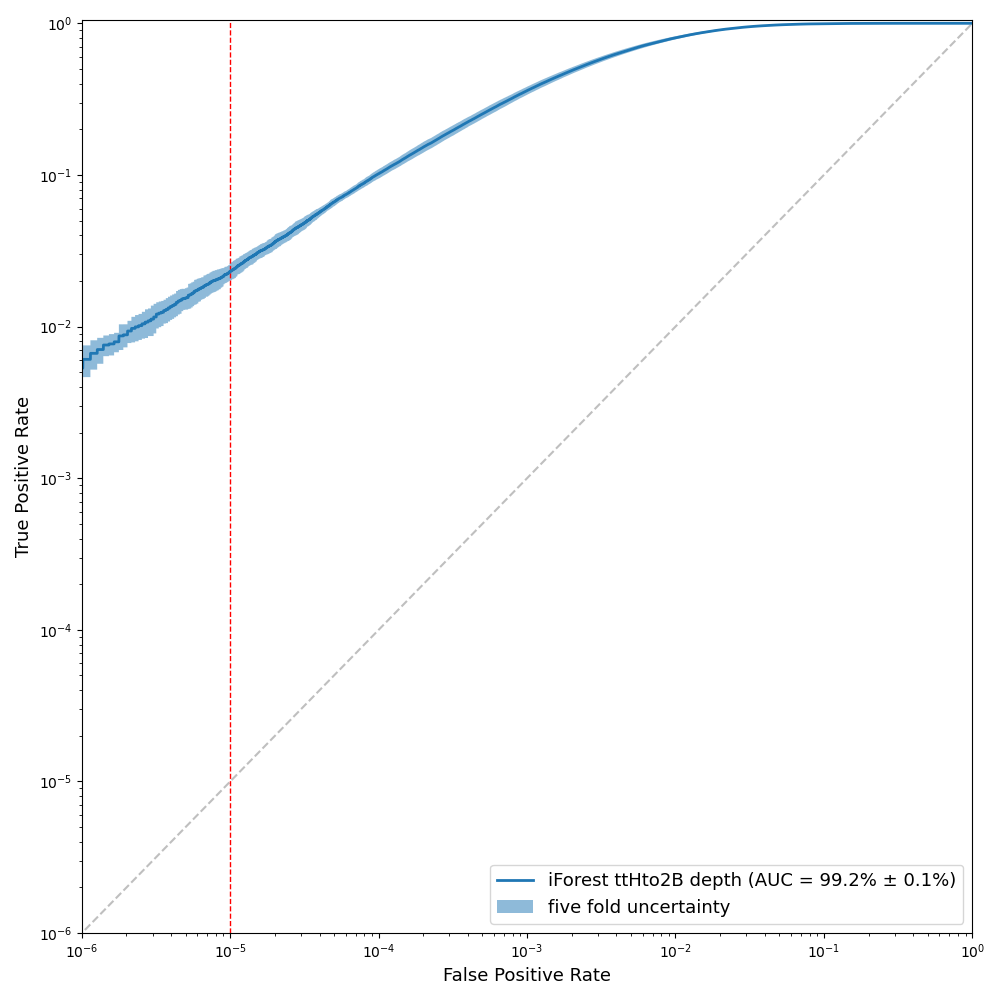 10⁰
10⁻¹
10⁻²
10⁻³
10⁻⁴
10⁻⁵
10⁻⁶
True Positive Rate
iForest ttHto2B depth (AUC = 99.2% ± 0.1%)
five fold uncertainty
10⁻⁶ 10⁻⁵ 10⁻⁴ 10⁻³ 10⁻² 10⁻¹ 10⁰
False Positive Rate